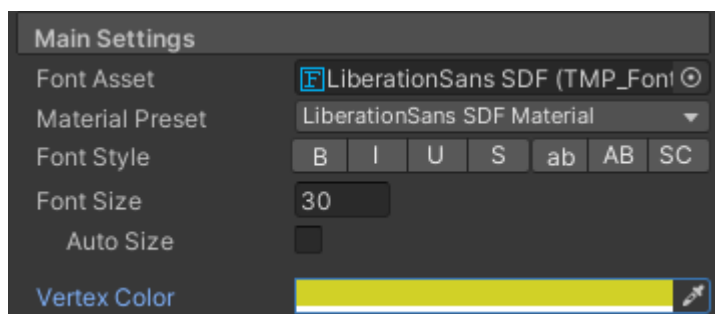 Main Settings
Font Asset F LiberationSans SDF (TMP_Font
Material Preset LiberationSans SDF Material
Font Style B I U S ab AB SC
Font Size 30
Auto Size
Vertex Color